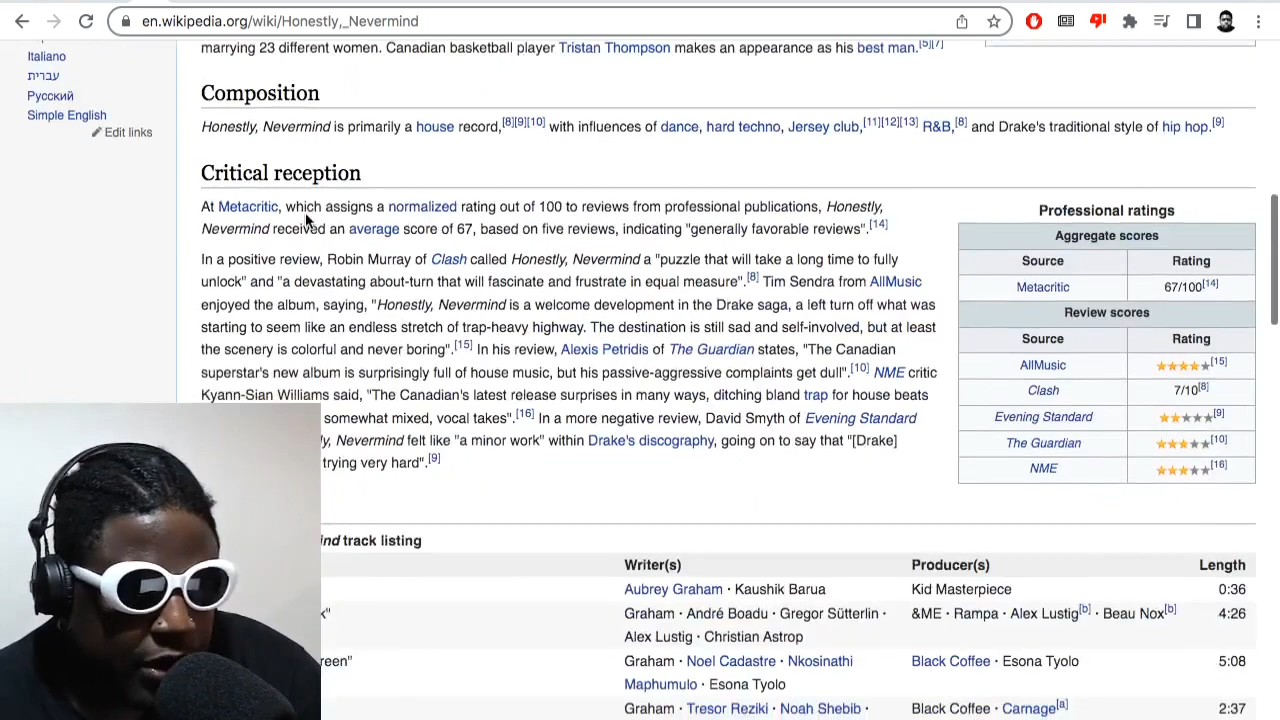 en.wikipedia.org/wiki/Honestly,_Nevermind
Italiano
עברית
Русский
Simple English
Edit links
marrying 23 different women. Canadian basketball player Tristan Thompson makes an appearance as his best man.[5][7]
Composition
Honestly, Nevermind is primarily a house record,[8][9][10] with influences of dance, hard techno, Jersey club,[11][12][13] R&B,[8] and Drake's traditional style of hip hop.[9]
Critical reception
At Metacritic, which assigns a normalized rating out of 100 to reviews from professional publications, Honestly,
Nevermind received an average score of 67, based on five reviews, indicating "generally favorable reviews".[14]
In a positive review, Robin Murray of Clash called Honestly, Nevermind a "puzzle that will take a long time to fully
unlock" and "a devastating about-turn that will fascinate and frustrate in equal measure".[8] Tim Sendra from AllMusic
enjoyed the album, saying, "Honestly, Nevermind is a welcome development in the Drake saga, a left turn off what was
starting to seem like an endless stretch of trap-heavy highway. The destination is still sad and self-involved, but at least
the scenery is colorful and never boring".[15] In his review, Alexis Petridis of The Guardian states, "The Canadian
superstar's new album is surprisingly full of house music, but his passive-aggressive complaints get dull".[10] NME critic
Kyann-Sian Williams said, "The Canadian's latest release surprises in many ways, ditching bland trap for house beats
somewhat mixed, vocal takes".[16] In a more negative review, David Smyth of Evening Standard
y, Nevermind felt like "a minor work" within Drake's discography, going on to say that "[Drake]
trying very hard".[9]
Professional ratings
Aggregate scores
Source Rating
Metacritic 67/100[14]
Review scores
Source Rating
AllMusic [15]
Clash 7/10[8]
Evening Standard [9]
The Guardian [10]
NME [16]
ind track listing
Writer(s) Producer(s) Length
Aubrey Graham · Kaushik Barua Kid Masterpiece 0:36
k" Graham · André Boadu · Gregor Sütterlin · &ME · Rampa · Alex Lustig[b] · Beau Nox[b] 4:26
Alex Lustig · Christian Astrop
reen" Graham · Noel Cadastre · Nkosinathi Black Coffee · Esona Tyolo 5:08
Maphumulo · Esona Tyolo
Graham · Tresor Reziki · Noah Shebib · Black Coffee · Carnage[a] 2:37